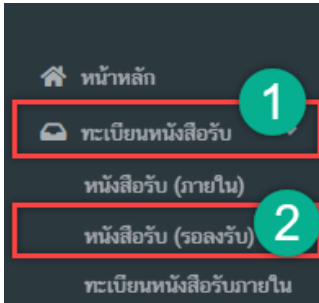 หน้าหลัก
1
ทะเบียนหนังสือรับ
หนังสือรับ (ภายใน)
หนังสือรับ (รอลงรับ)
2
ทะเบียนหนังสือรับภายใน